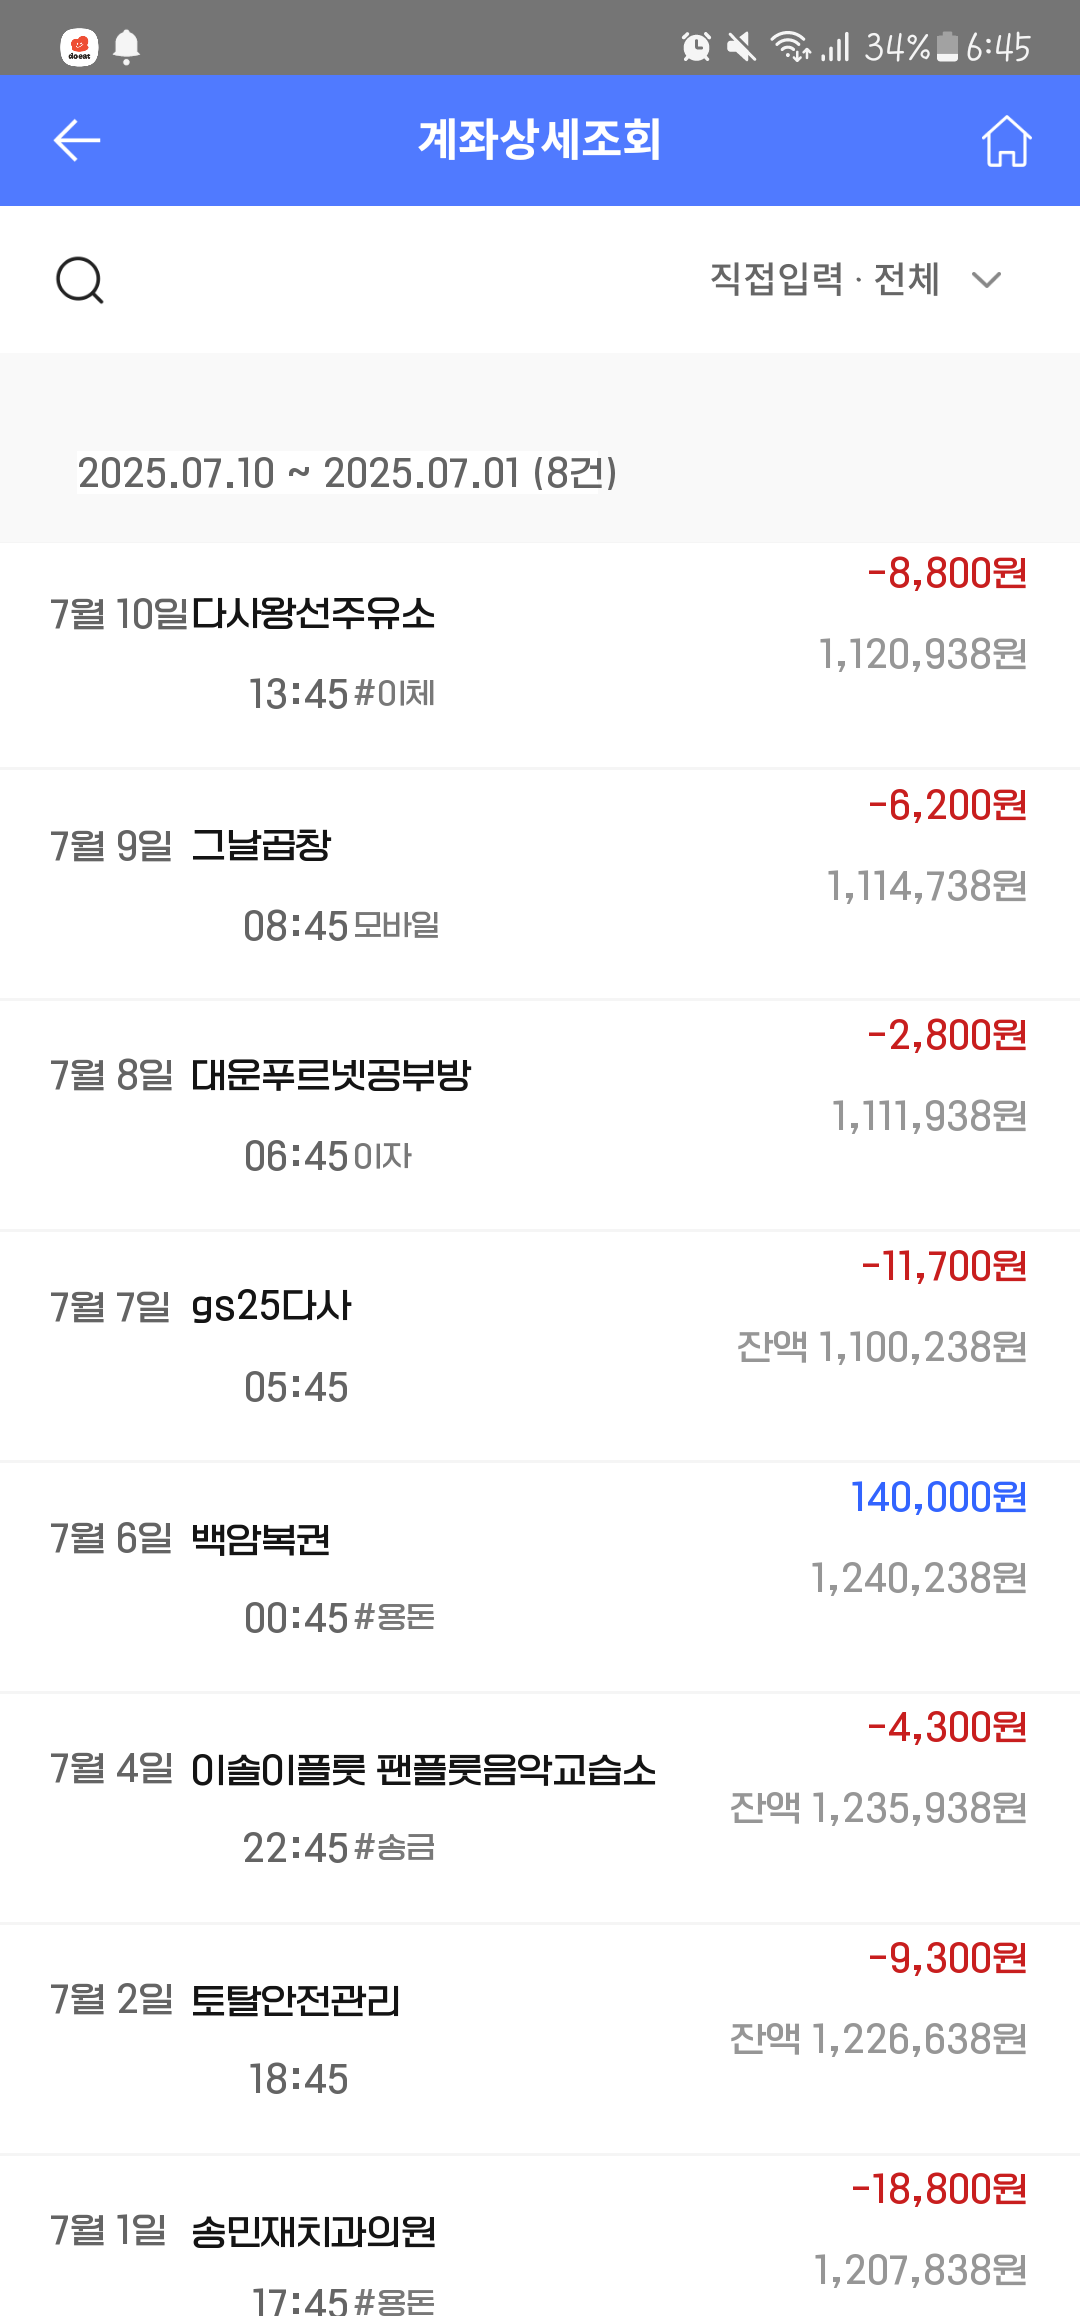 doeat
34% 6:45
계좌상세조회
직접입력 · 전체
2025.07.10 ~ 2025.07.01 (8건)
-8,800원
7월 10일 다사왕선주유소
1,120,938원
13:45 #이체
-6,200원
7월 9일 그날곱창
1,114,738원
08:45 모바일
-2,800원
7월 8일 대운푸르넷공부방
1,111,938원
06:45 이자
-11,700원
7월 7일 gs25다사
잔액 1,100,238원
05:45
140,000원
7월 6일 백암복권
1,240,238원
00:45 #용돈
-4,300원
7월 4일 이솔이플룻 팬플룻음악교습소
잔액 1,235,938원
22:45 #송금
-9,300원
7월 2일 토탈안전관리
잔액 1,226,638원
18:45
-18,800원
7월 1일 송민재치과의원
1,207,838원
17:45 #용돈